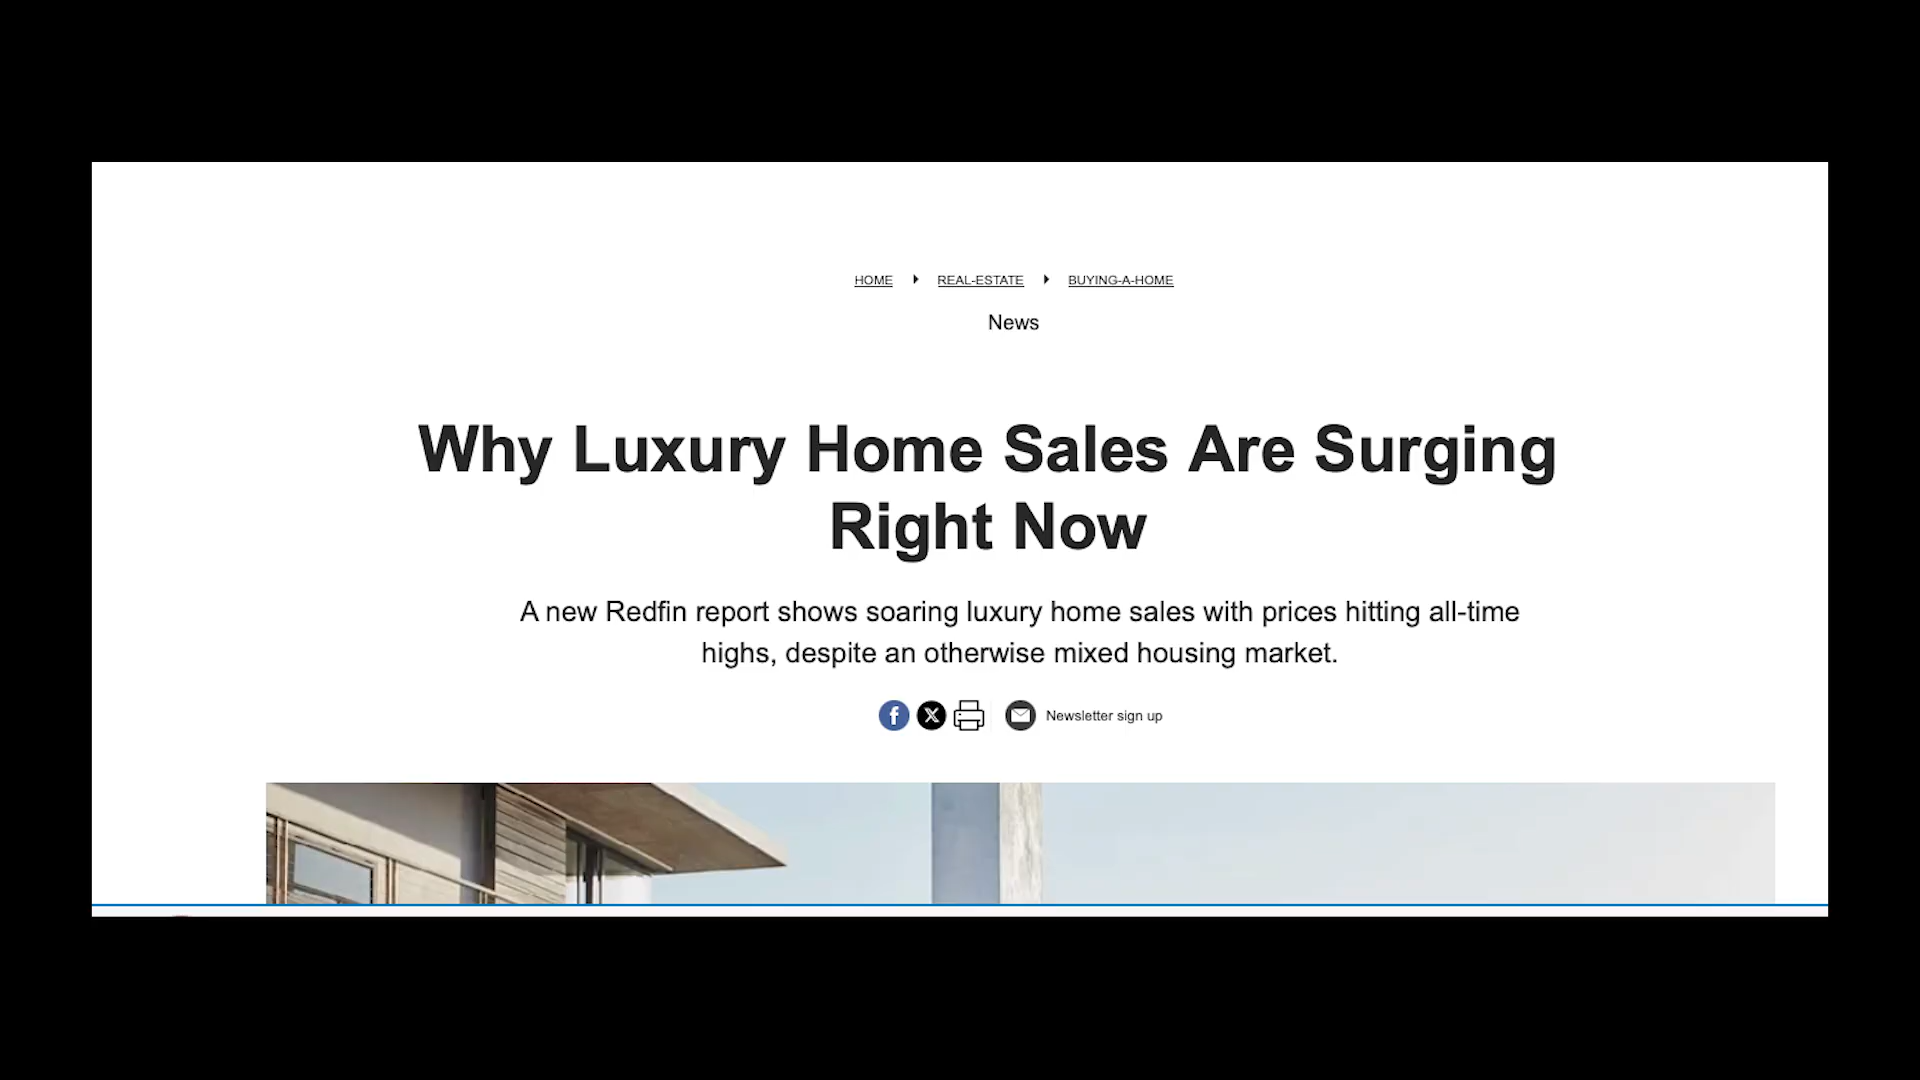 HOME REAL-ESTATE BUYING-A-HOME
News
Why Luxury Home Sales Are Surging
Right Now
A new Redfin report shows soaring luxury home sales with prices hitting all-time
highs, despite an otherwise mixed housing market.
f X Newsletter sign up